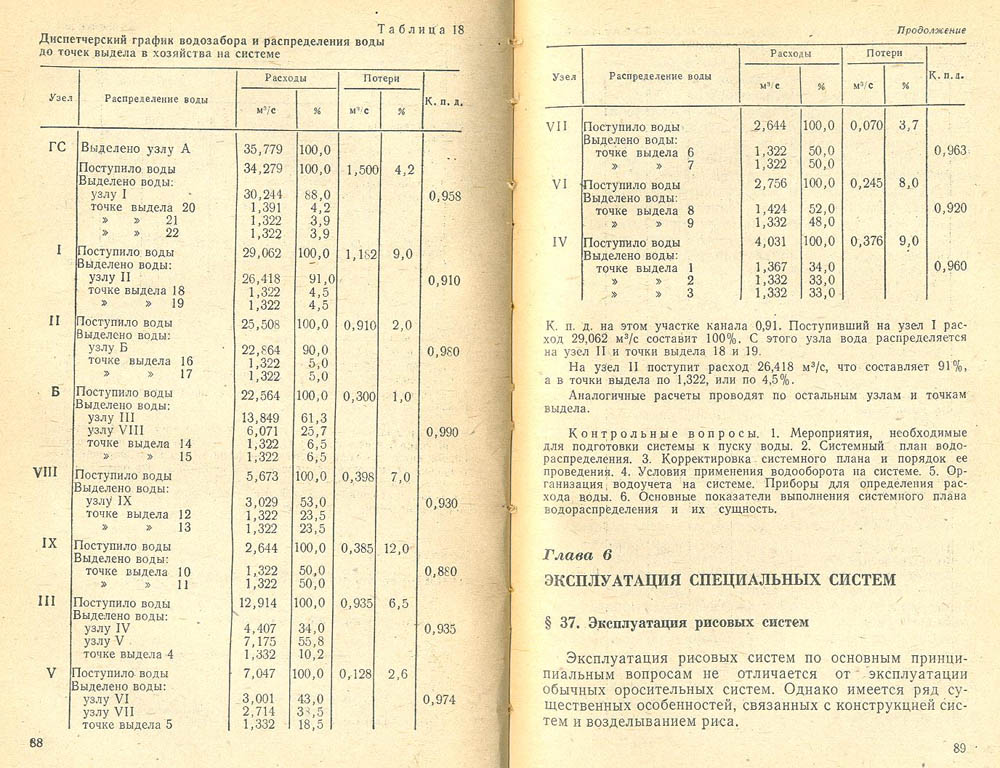 Таблица 18
Диспетчерский график водозабора и распределения воды
до точек выдела в хозяйства на системе
Узел Распределение воды Расходы Потери К. п. д.
м³/с % м³/с %
ГС Выделено узлу А 35,779 100,0
Поступило воды 34,279 100,0 1,500 4,2
Выделено воды:
узлу I 30,244 88,0 0,958
точке выдела 20 1,391 4,2
» » 21 1,322 3,9
» » 22 1,322 3,9
I Поступило воды 29,062 100,0 1,182 9,0
Выделено воды:
узлу II 26,418 91,0 0,910
точке выдела 18 1,322 4,5
» » 19 1,322 4,5
II Поступило воды 25,508 100,0 0,910 2,0
Выделено воды:
узлу Б 22,864 90,0 0,980
точке выдела 16 1,322 5,0
» » 17 1,322 5,0
Б Поступило воды 22,564 100,0 0,300 1,0
Выделено воды:
узлу III 13,849 61,3
узлу VIII 6,071 25,7 0,990
точке выдела 14 1,322 6,5
» » 15 1,322 6,5
VIII Поступило воды 5,673 100,0 0,398 7,0
Выделено воды:
узлу IX 3,029 53,0 0,930
точке выдела 12 1,322 23,5
» » 13 1,322 23,5
IX Поступило воды 2,644 100,0 0,385 12,0
Выделено воды:
точке выдела 10 1,322 50,0 0,880
» » 11 1,322 50,0
III Поступило воды 12,914 100,0 0,935 6,5
Выделено воды:
узлу IV 4,407 34,0 0,935
узлу V 7,175 55,8
точке выдела 4 1,332 10,2
V Поступило воды 7,047 100,0 0,128 2,6
Выделено воды:
узлу VI 3,001 43,0 0,974
узлу VII 2,714 38,5
точке выдела 5 1,332 18,5
88
Продолжение
Узел Распределение воды Расходы Потери К. п. д.
м³/с % м³/с %
VII Поступило воды 2,644 100,0 0,070 3,7
Выделено воды:
точке выдела 6 1,322 50,0 0,963
» » 7 1,322 50,0
VI Поступило воды 2,756 100,0 0,245 8,0
Выделено воды:
точке выдела 8 1,424 52,0 0,920
» » 9 1,332 48,0
IV Поступило воды 4,031 100,0 0,376 9,0
Выделено воды:
точке выдела 1 1,367 34,0 0,960
» » 2 1,332 33,0
» » 3 1,332 33,0
К. п. д. на этом участке канала 0,91. Поступивший на узел I рас-
ход 29,062 м³/с составит 100%. С этого узла вода распределяется
на узел II и точки выдела 18 и 19.
На узел II поступит расход 26,418 м³/с, что составляет 91%,
а в точки выдела по 1,322, или по 4,5%.
Аналогичные расчеты проводят по остальным узлам и точкам
выдела.
Контрольные вопросы. 1. Мероприятия, необходимые
для подготовки системы к пуску воды. 2. Системный план водо-
распределения. 3. Корректировка системного плана и порядок ее
проведения. 4. Условия применения водооборота на системе. 5. Ор-
ганизация водоучета на системе. Приборы для определения рас-
хода воды. 6. Основные показатели выполнения системного плана
водораспределения и их сущность.
Глава 6
ЭКСПЛУАТАЦИЯ СПЕЦИАЛЬНЫХ СИСТЕМ
§ 37. Эксплуатация рисовых систем
Эксплуатация рисовых систем по основным принци-
пиальным вопросам не отличается от эксплуатации
обычных оросительных систем. Однако имеется ряд су-
щественных особенностей, связанных с конструкцией сис-
тем и возделыванием риса.
89